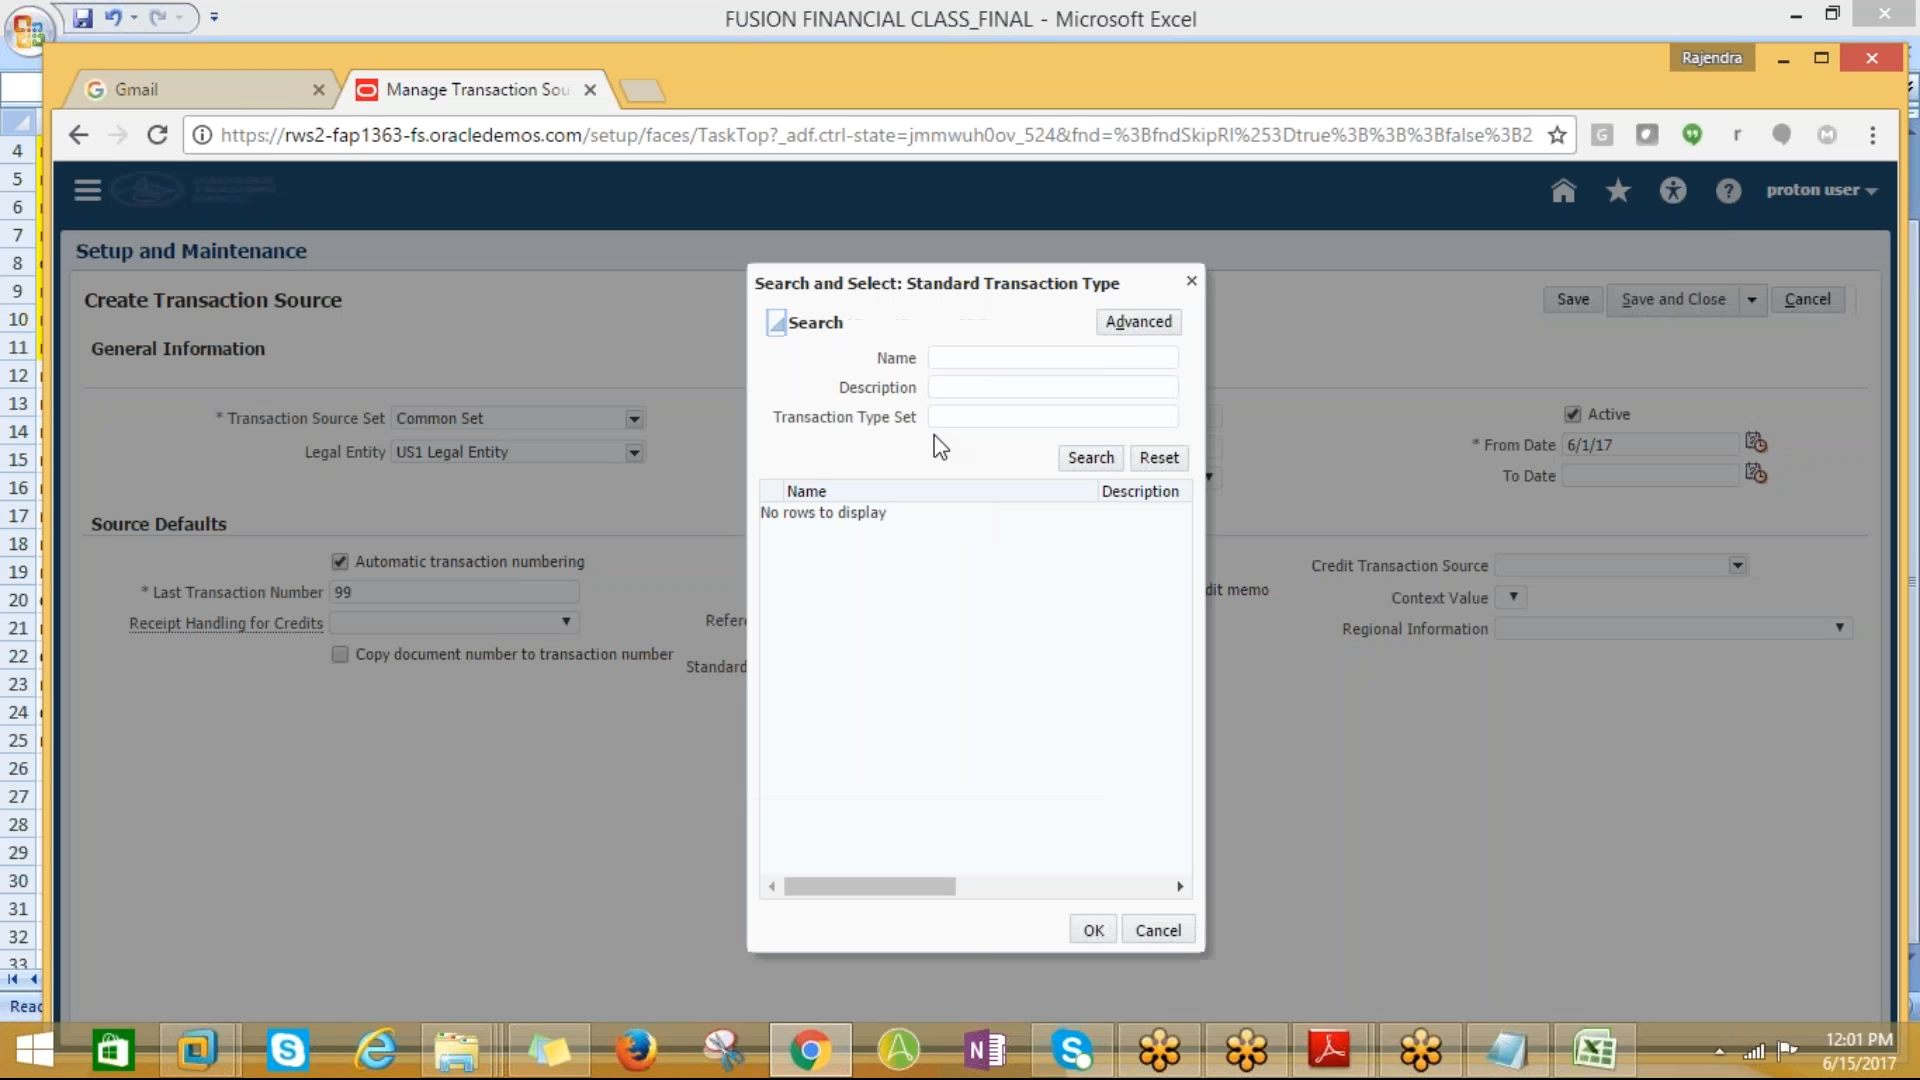 FUSION FINANCIAL CLASS_FINAL - Microsoft Excel
Rajendra
Gmail
Manage Transaction Sou
https://rws2-fap1363-fs.oracledemos.com/setup/faces/TaskTop?_adf.ctrl-state=jmmwuh0ov_524&fnd=%3BfndSkipRI%253Dtrue%3B%3B%3Bfalse%3B2
proton user
Setup and Maintenance
Create Transaction Source
Save
Save and Close
Cancel
General Information
* Transaction Source Set Common Set
Legal Entity US1 Legal Entity
Active
* From Date 6/1/17
To Date
Source Defaults
Automatic transaction numbering
* Last Transaction Number 99
Receipt Handling for Credits
Copy document number to transaction number
Refere
Standard
dit memo
Credit Transaction Source
Context Value
Regional Information
Search and Select: Standard Transaction Type
Search
Advanced
Name
Description
Transaction Type Set
Search
Reset
Name
Description
No rows to display
OK
Cancel
4
5
6
7
8
9
10
11
12
13
14
15
16
17
18
19
20
21
22
23
24
25
26
27
28
29
30
31
32
33
Read
12:01 PM
6/15/2017